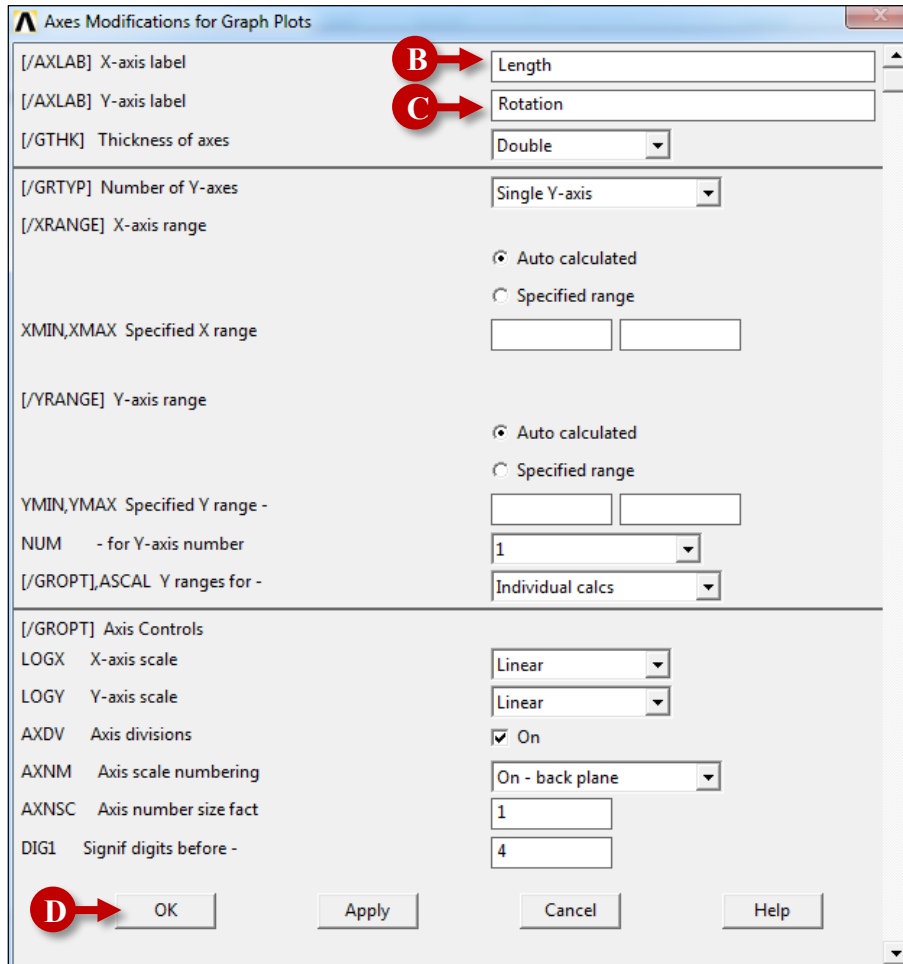 Axes Modifications for Graph Plots
[/AXLAB] X-axis label B Length
[/AXLAB] Y-axis label C Rotation
[/GTHK] Thickness of axes Double
[/GRTYP] Number of Y-axes Single Y-axis
[/XRANGE] X-axis range
Auto calculated
Specified range
XMIN,XMAX Specified X range
[/YRANGE] Y-axis range
Auto calculated
Specified range
YMIN,YMAX Specified Y range -
NUM - for Y-axis number 1
[/GROPT],ASCAL Y ranges for - Individual calcs
[/GROPT] Axis Controls
LOGX X-axis scale Linear
LOGY Y-axis scale Linear
AXDV Axis divisions On
AXNM Axis scale numbering On - back plane
AXNSC Axis number size fact 1
DIG1 Signif digits before - 4
D OK Apply Cancel Help